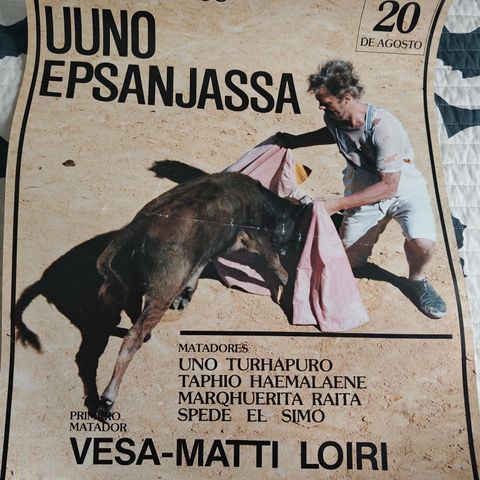 UUNO
EPSANJASSA
20
DE AGOSTO
MATADORES
UNO TURHAPURO
TAPHIO HAEMALAENE
MARQHUERITA RAITA
SPEDE EL SIMO
PRIMERO
MATADOR
VESA-MATTI LOIRI